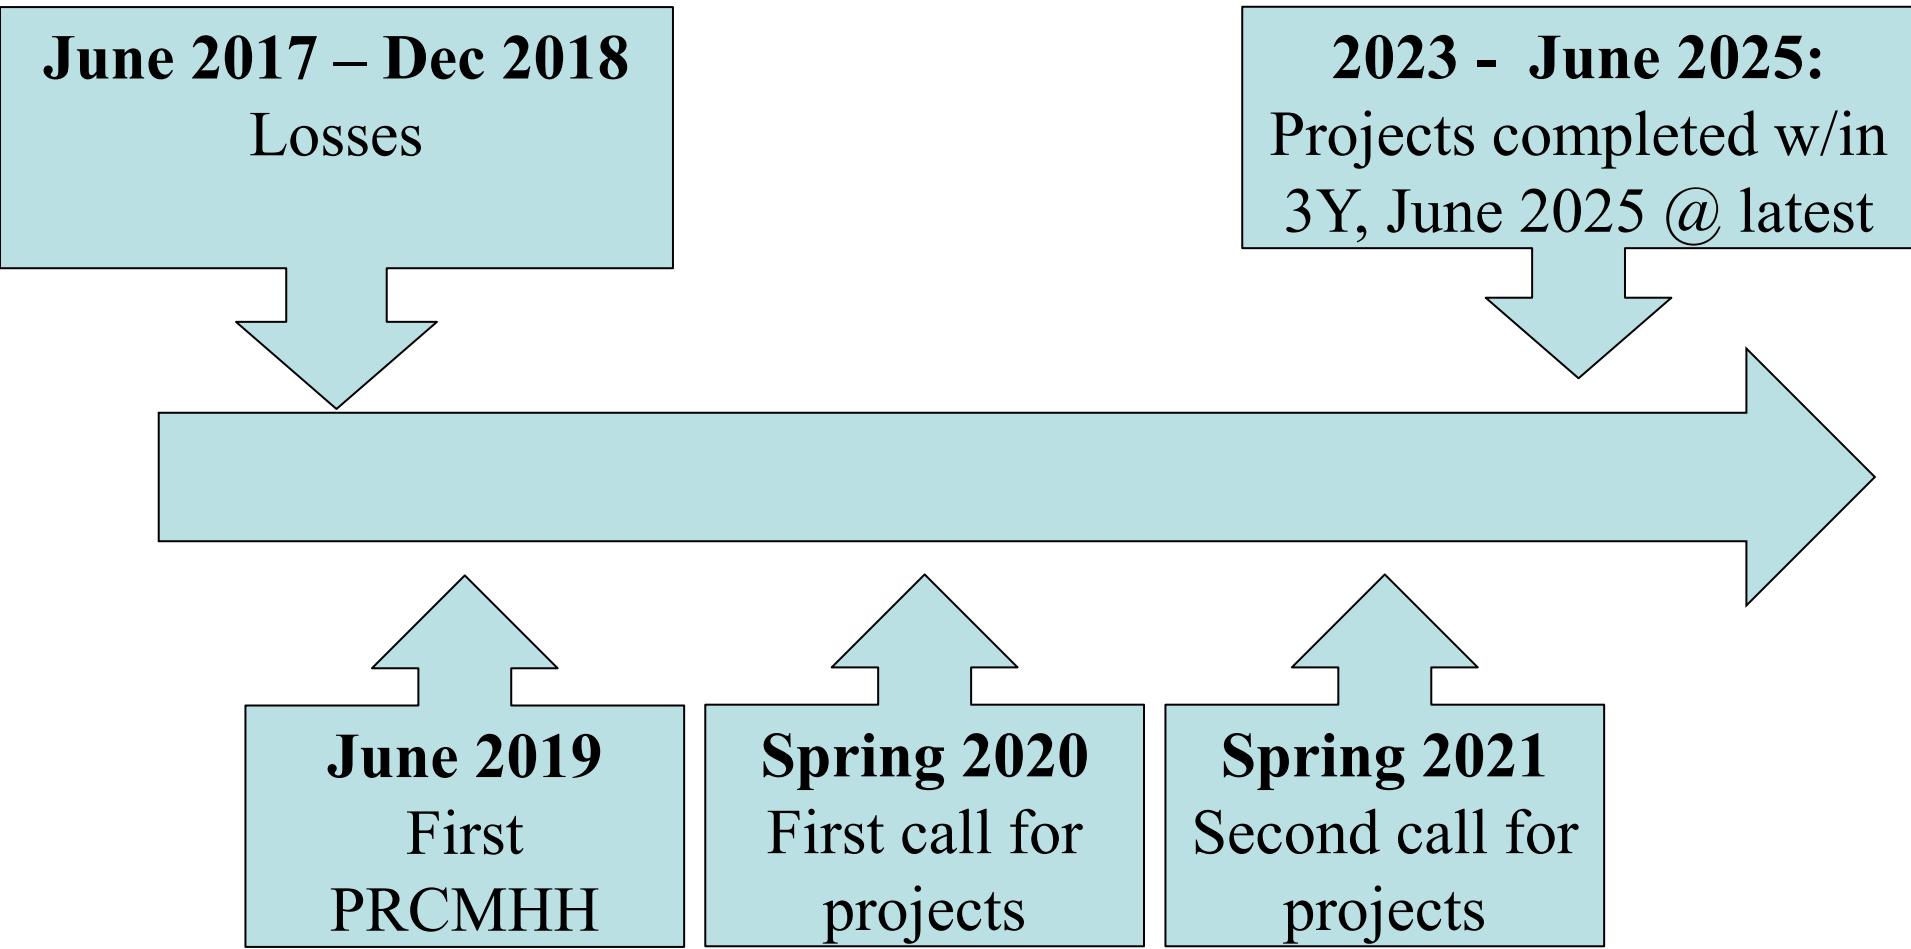 June 2017 – Dec 2018
Losses
2023 - June 2025:
Projects completed w/in
3Y, June 2025 @ latest
June 2019
First
PRCMHH
Spring 2020
First call for
projects
Spring 2021
Second call for
projects